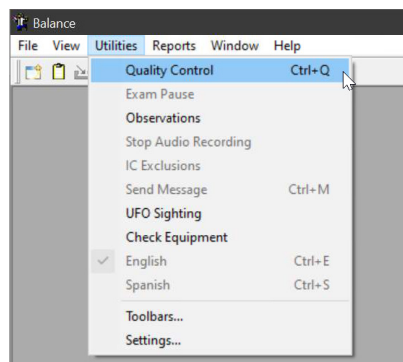 Balance
File View Utilities Reports Window Help
Quality Control Ctrl+Q
Exam Pause
Observations
Stop Audio Recording
IC Exclusions
Send Message Ctrl+M
UFO Sighting
Check Equipment
English Ctrl+E
Spanish Ctrl+S
Toolbars...
Settings...